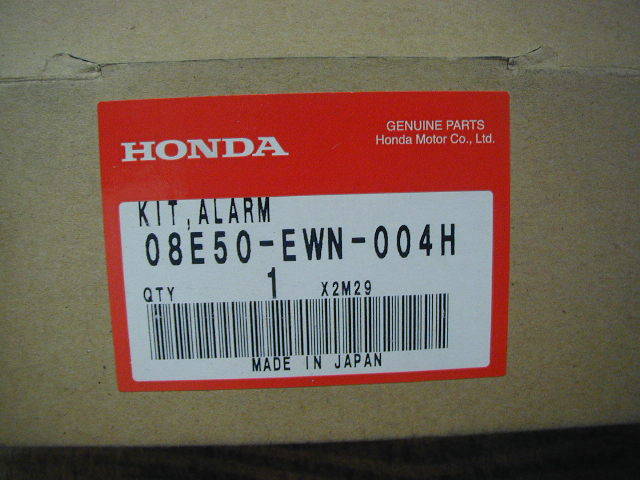 GENUINE PARTS
HONDA
Honda Motor Co., Ltd.
KIT, ALARM
08E50-EWN-004H
QTY 1 X2M29
MADE IN JAPAN